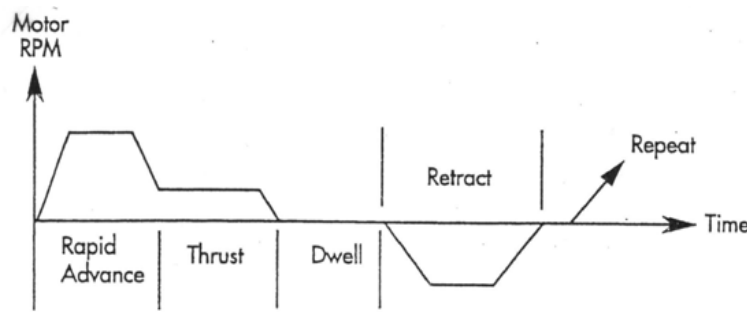 Motor
RPM
Repeat
Retract
Time
Rapid
Advance
Thrust
Dwell